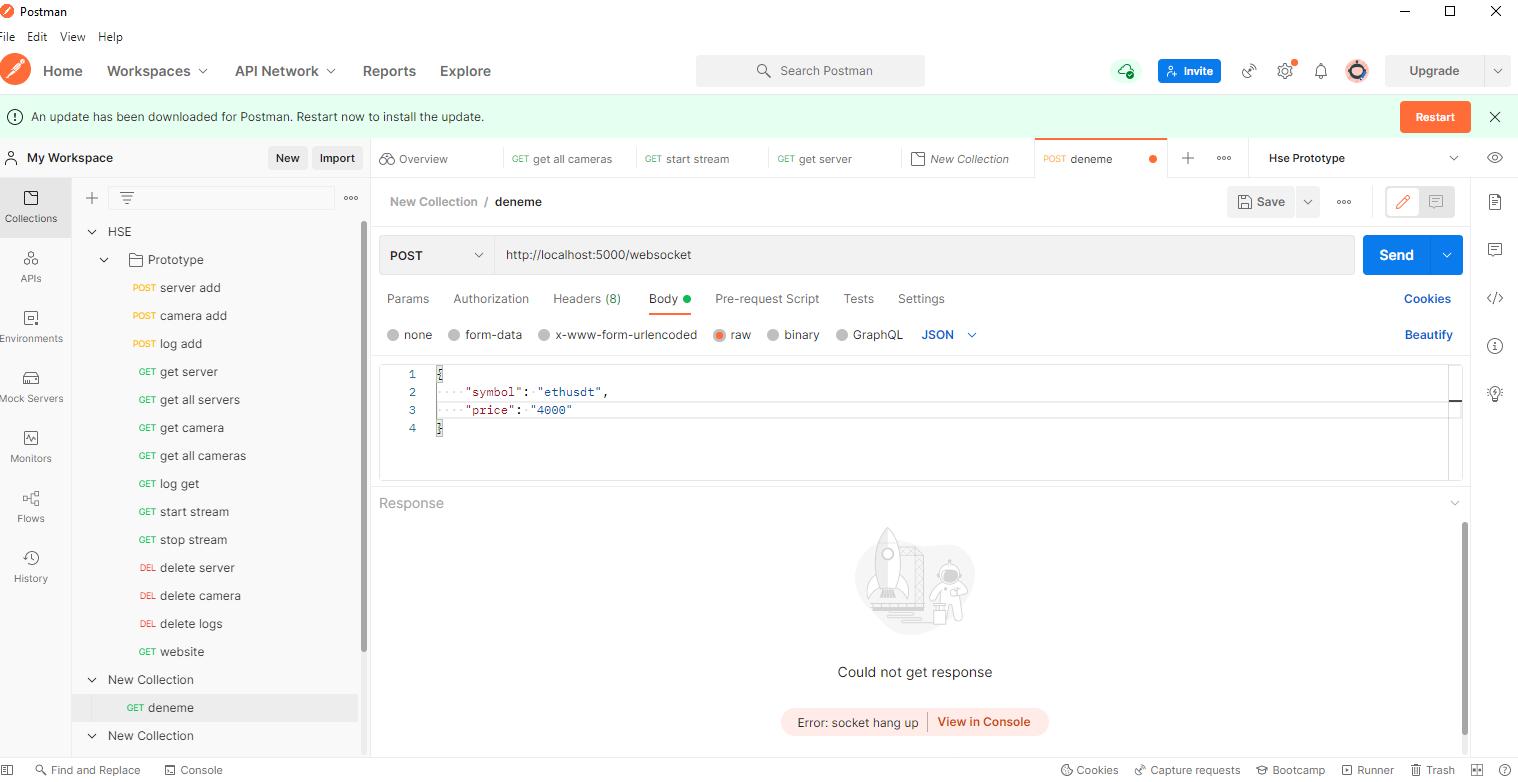 Postman
File Edit View Help
Home Workspaces API Network Reports Explore Search Postman Invite Upgrade
An update has been downloaded for Postman. Restart now to install the update. Restart
My Workspace New Import Overview GET get all cameras GET start stream GET get server New Collection POST deneme Hse Prototype
New Collection / deneme Save
Collections
APIs
Environments
Mock Servers
Monitors
Flows
History
HSE
Prototype
POST server add
POST camera add
POST log add
GET get server
GET get all servers
GET get camera
GET get all cameras
GET log get
GET start stream
GET stop stream
DEL delete server
DEL delete camera
DEL delete logs
GET website
New Collection
GET deneme
New Collection
POST http://localhost:5000/websocket Send
Params Authorization Headers (8) Body Pre-request Script Tests Settings Cookies
none form-data x-www-form-urlencoded raw binary GraphQL JSON Beautify
1 {
2 "symbol": "ethusdt",
3 "price": "4000"
4 }
Response
Could not get response
Error: socket hang up View in Console
Find and Replace Console Cookies Capture requests Bootcamp Runner Trash